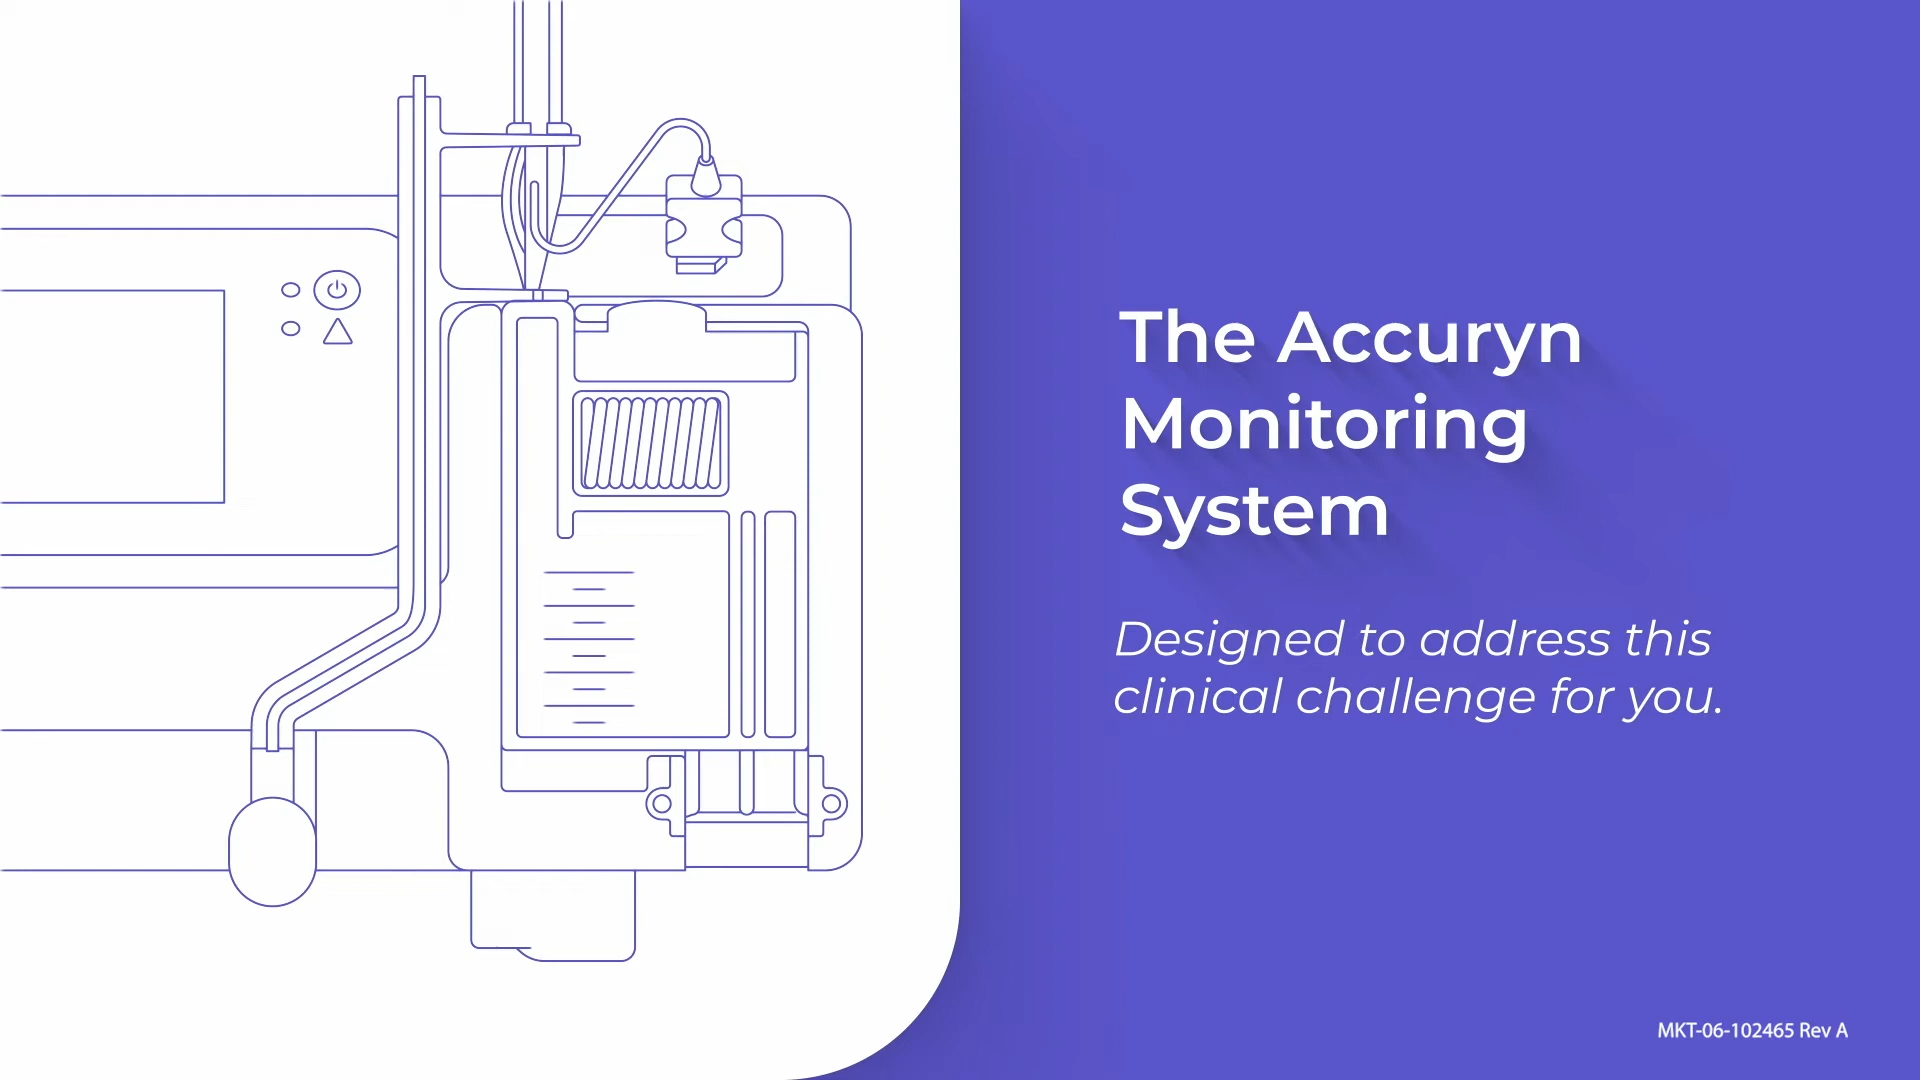 The Accuryn
Monitoring
System
Designed to address this
clinical challenge for you.
MKT-06-102465 Rev A